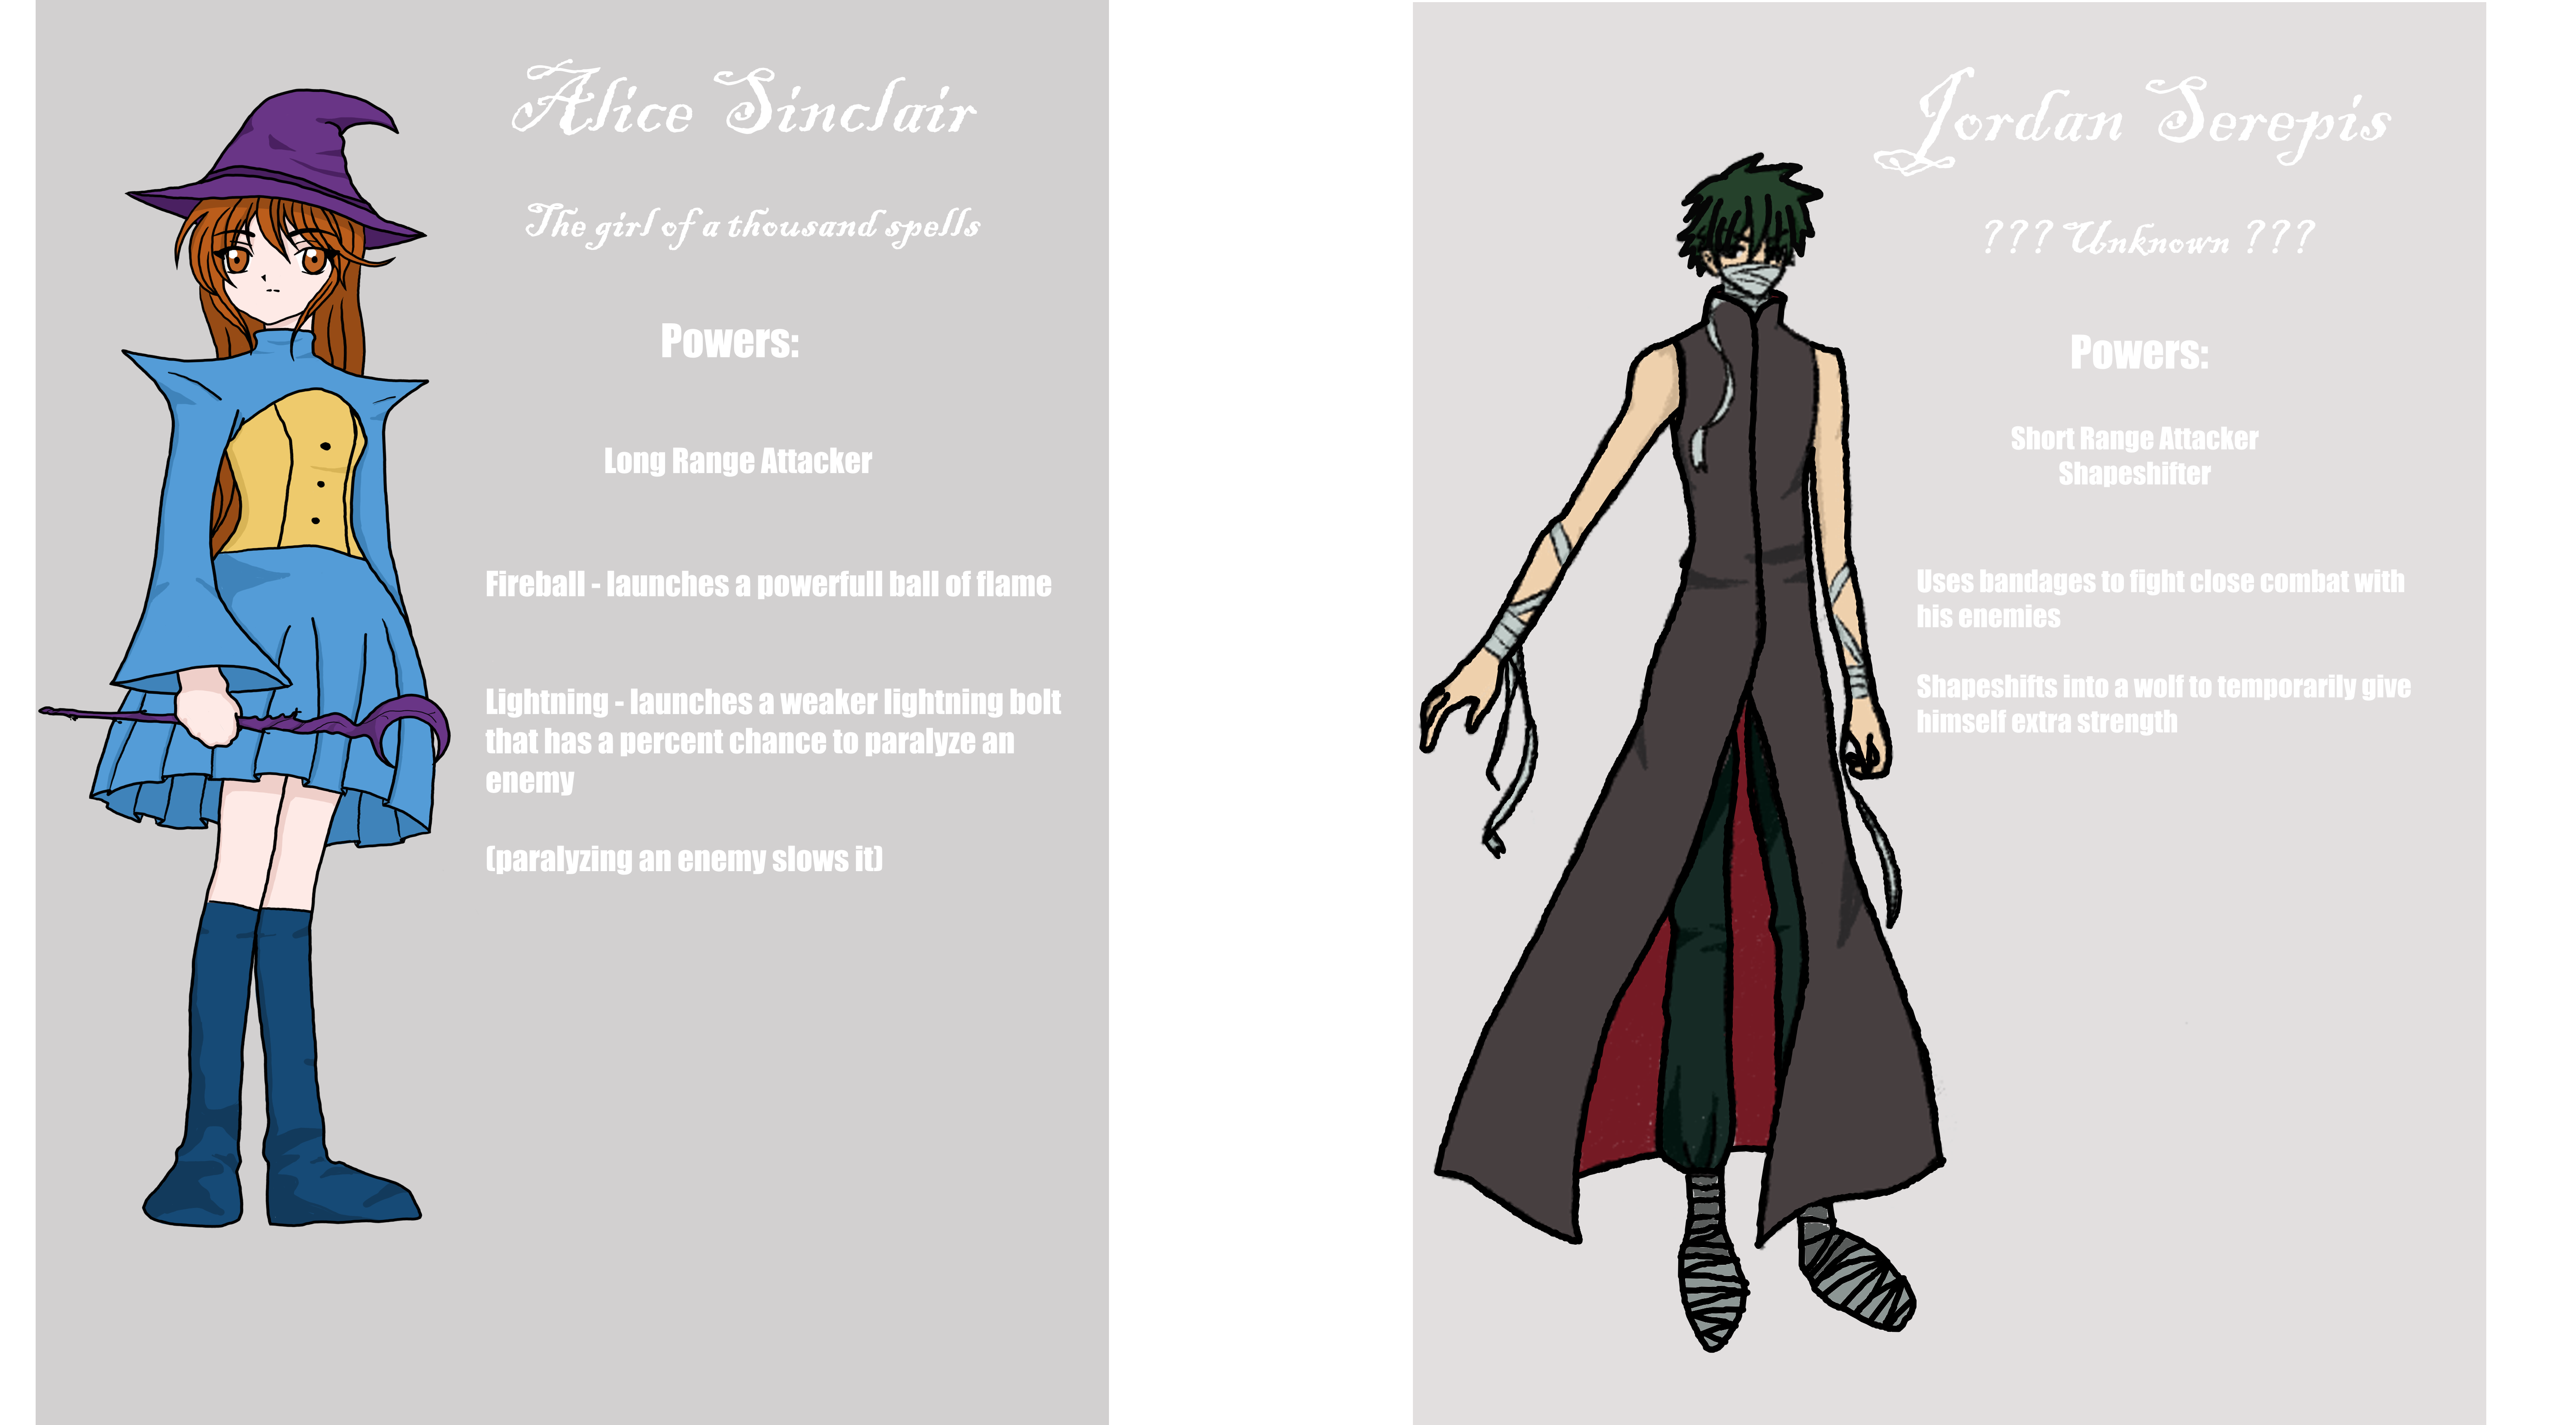 Alice Sinclair
The girl of a thousand spells
Powers:
Long Range Attacker
Fireball - launches a powerfull ball of flame
Lightning - launches a weaker lightning bolt
that has a percent chance to paralyze an
enemy
(paralyzing an enemy slows it)
Jordan Serepis
??? Unknown ???
Powers:
Short Range Attacker
Shapeshifter
Uses bandages to fight close combat with
his enemies
Shapeshifts into a wolf to temporarily give
himself extra strength